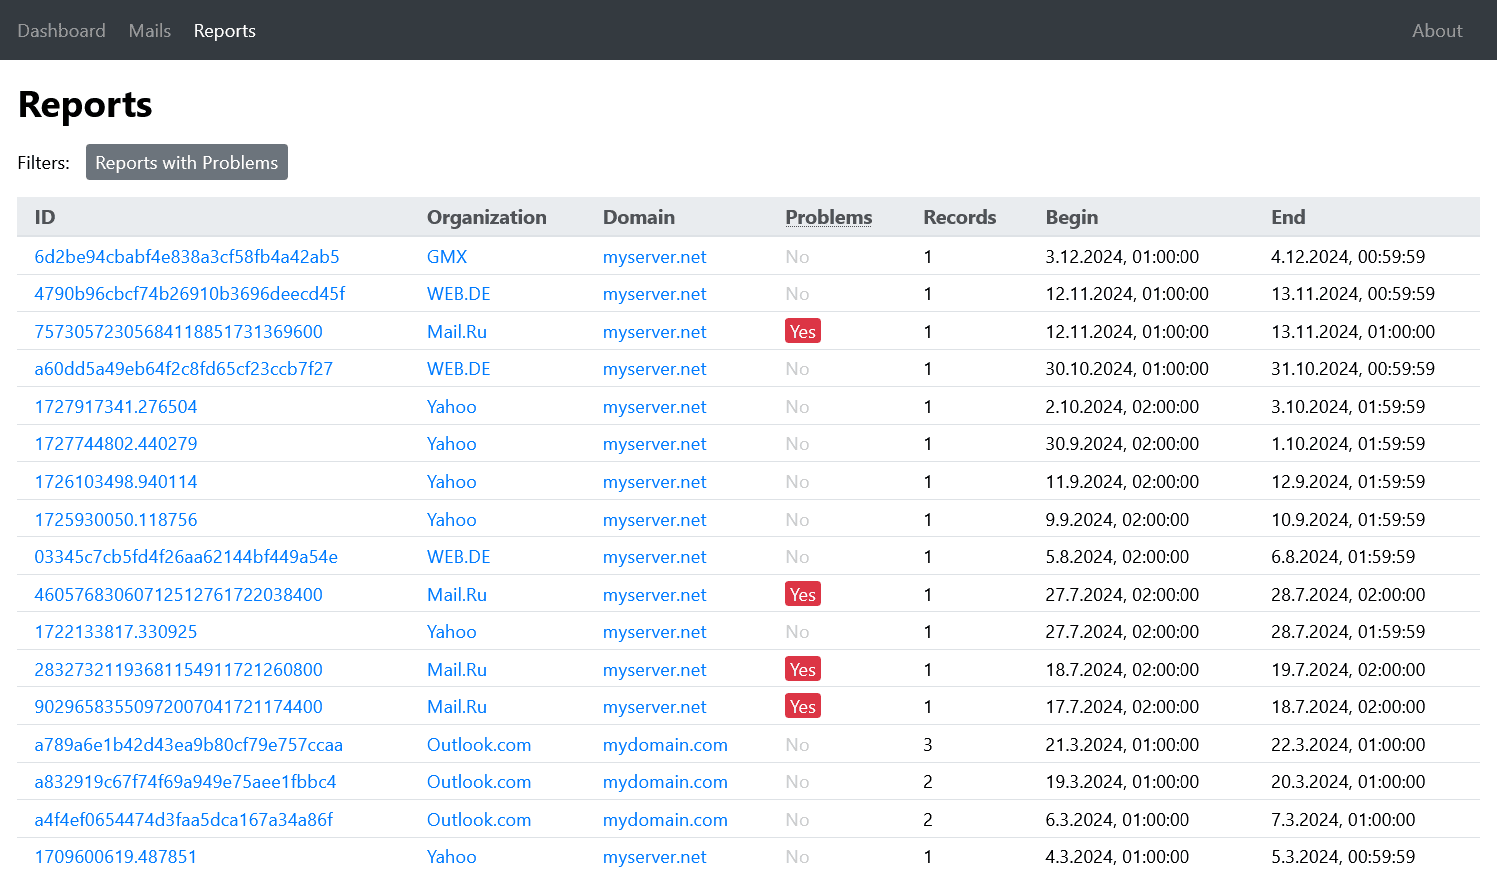 Dashboard Mails Reports About
Reports
Filters: Reports with Problems
ID Organization Domain Problems Records Begin End
6d2be94cbabf4e838a3cf58fb4a42ab5 GMX myserver.net No 1 3.12.2024, 01:00:00 4.12.2024, 00:59:59
4790b96cbcf74b26910b3696deecd45f WEB.DE myserver.net No 1 12.11.2024, 01:00:00 13.11.2024, 00:59:59
75730572305684118851731369600 Mail.Ru myserver.net Yes 1 12.11.2024, 01:00:00 13.11.2024, 01:00:00
a60dd5a49eb64f2c8fd65cf23ccb7f27 WEB.DE myserver.net No 1 30.10.2024, 01:00:00 31.10.2024, 00:59:59
1727917341.276504 Yahoo myserver.net No 1 2.10.2024, 02:00:00 3.10.2024, 01:59:59
1727744802.440279 Yahoo myserver.net No 1 30.9.2024, 02:00:00 1.10.2024, 01:59:59
1726103498.940114 Yahoo myserver.net No 1 11.9.2024, 02:00:00 12.9.2024, 01:59:59
1725930050.118756 Yahoo myserver.net No 1 9.9.2024, 02:00:00 10.9.2024, 01:59:59
03345c7cb5fd4f26aa62144bf449a54e WEB.DE myserver.net No 1 5.8.2024, 02:00:00 6.8.2024, 01:59:59
46057683060712512761722038400 Mail.Ru myserver.net Yes 1 27.7.2024, 02:00:00 28.7.2024, 02:00:00
1722133817.330925 Yahoo myserver.net No 1 27.7.2024, 02:00:00 28.7.2024, 01:59:59
28327321193681154911721260800 Mail.Ru myserver.net Yes 1 18.7.2024, 02:00:00 19.7.2024, 02:00:00
90296583550972007041721174400 Mail.Ru myserver.net Yes 1 17.7.2024, 02:00:00 18.7.2024, 02:00:00
a789a6e1b42d43ea9b80cf79e757ccaa Outlook.com mydomain.com No 3 21.3.2024, 01:00:00 22.3.2024, 01:00:00
a832919c67f74f69a949e75aee1fbbc4 Outlook.com mydomain.com No 2 19.3.2024, 01:00:00 20.3.2024, 01:00:00
a4f4ef0654474d3faa5dca167a34a86f Outlook.com mydomain.com No 2 6.3.2024, 01:00:00 7.3.2024, 01:00:00
1709600619.487851 Yahoo myserver.net No 1 4.3.2024, 01:00:00 5.3.2024, 00:59:59